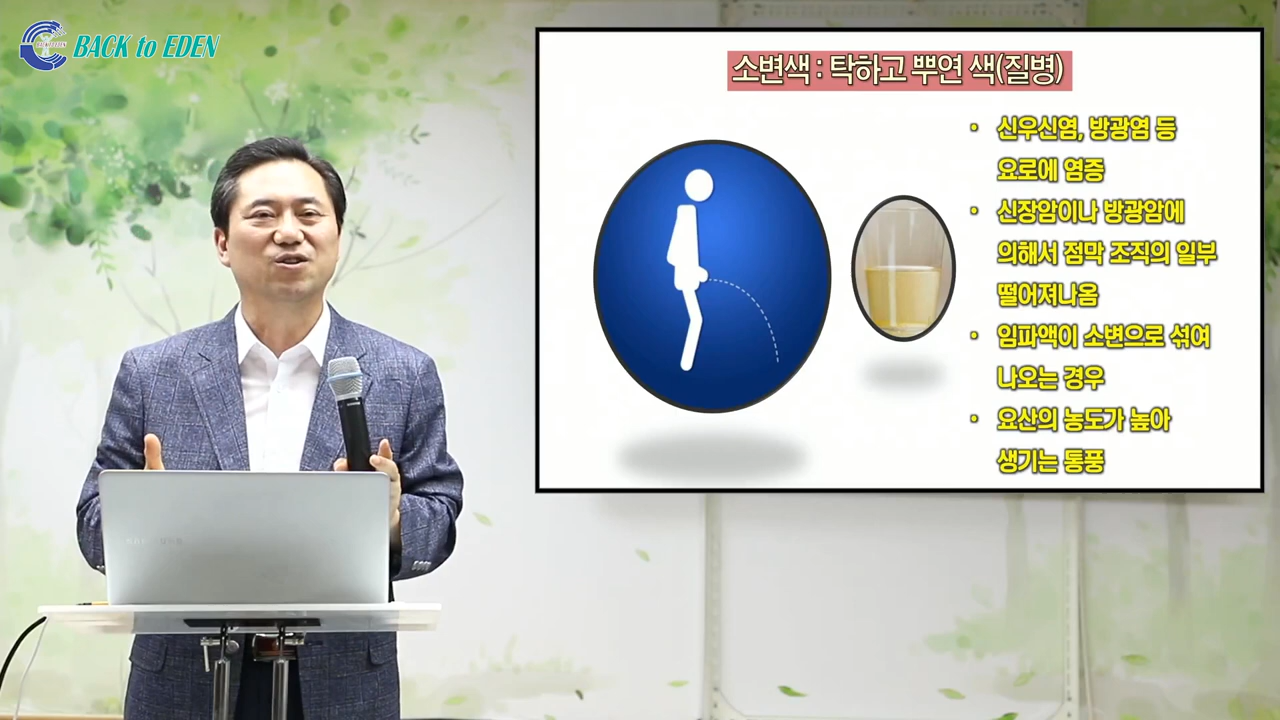 BACK to EDEN
소변색 : 탁하고 뿌연 색(질병)
• 신우신염, 방광염 등
요로에 염증
• 신장암이나 방광암에
의해서 점막 조직의 일부
떨어져나옴
• 임파액이 소변으로 섞여
나오는 경우
• 요산의 농도가 높아
생기는 통풍